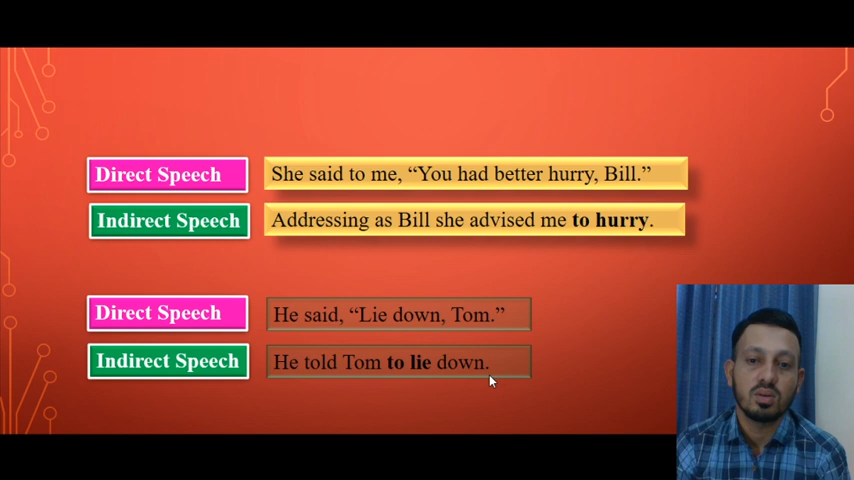 Direct Speech
She said to me, “You had better hurry, Bill.”
Indirect Speech
Addressing as Bill she advised me to hurry.
Direct Speech
He said, “Lie down, Tom.”
Indirect Speech
He told Tom to lie down.